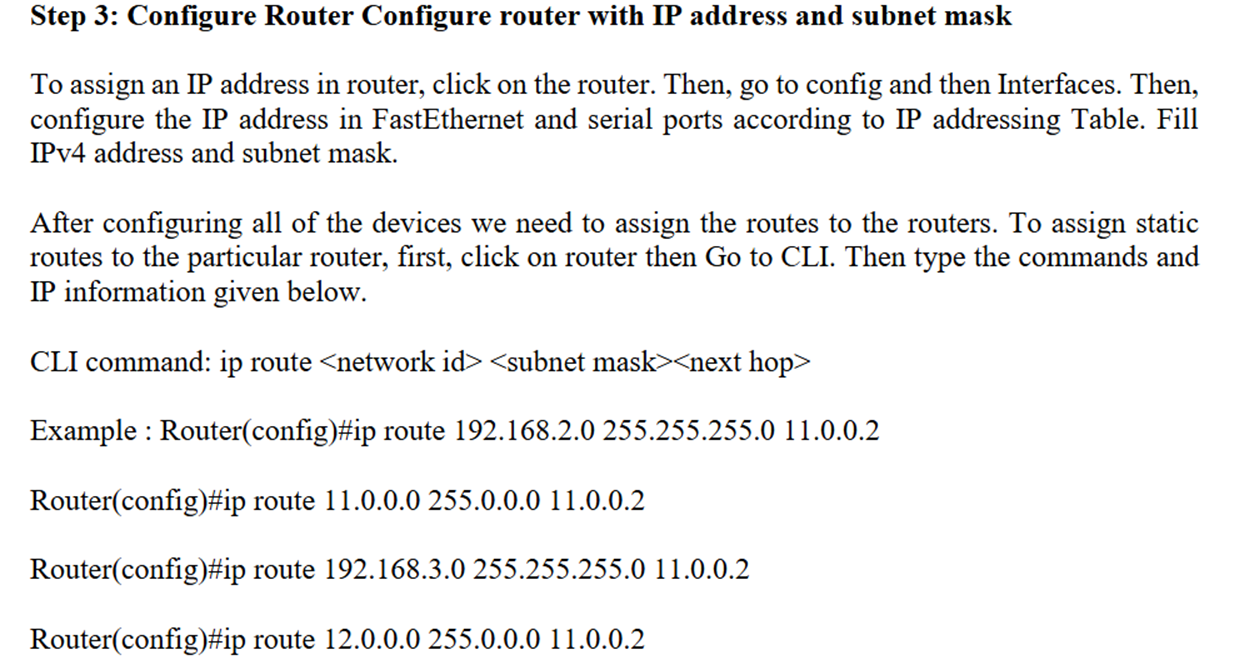 Step 3: Configure Router Configure router with IP address and subnet mask
To assign an IP address in router, click on the router. Then, go to config and then Interfaces. Then,
configure the IP address in FastEthernet and serial ports according to IP addressing Table. Fill
IPv4 address and subnet mask.
After configuring all of the devices we need to assign the routes to the routers. To assign static
routes to the particular router, first, click on router then Go to CLI. Then type the commands and
IP information given below.
CLI command: ip route <network id> <subnet mask><next hop>
Example : Router(config)#ip route 192.168.2.0 255.255.255.0 11.0.0.2
Router(config)#ip route 11.0.0.0 255.0.0.0 11.0.0.2
Router(config)#ip route 192.168.3.0 255.255.255.0 11.0.0.2
Router(config)#ip route 12.0.0.0 255.0.0.0 11.0.0.2